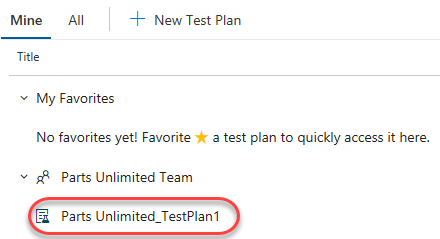 Mine All + New Test Plan
Title
My Favorites
No favorites yet! Favorite ★ a test plan to quickly access it here.
Parts Unlimited Team
Parts Unlimited_TestPlan1